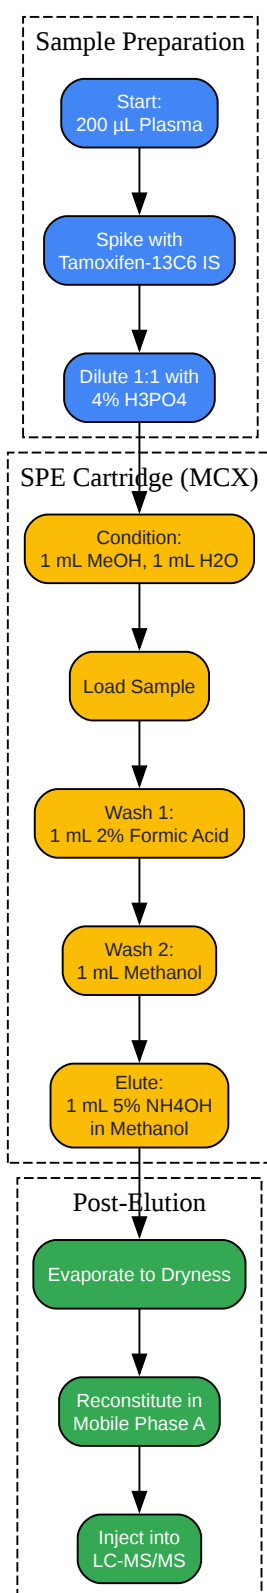 Sample Preparation
Start:
200 µL Plasma
Spike with
Tamoxifen-13C6 IS
Dilute 1:1 with
4% H3PO4
SPE Cartridge (MCX)
Condition:
1 mL MeOH, 1 mL H2O
Load Sample
Wash 1:
1 mL 2% Formic Acid
Wash 2:
1 mL Methanol
Elute:
1 mL 5% NH4OH
in Methanol
Post-Elution
Evaporate to Dryness
Reconstitute in
Mobile Phase A
Inject into
LC-MS/MS